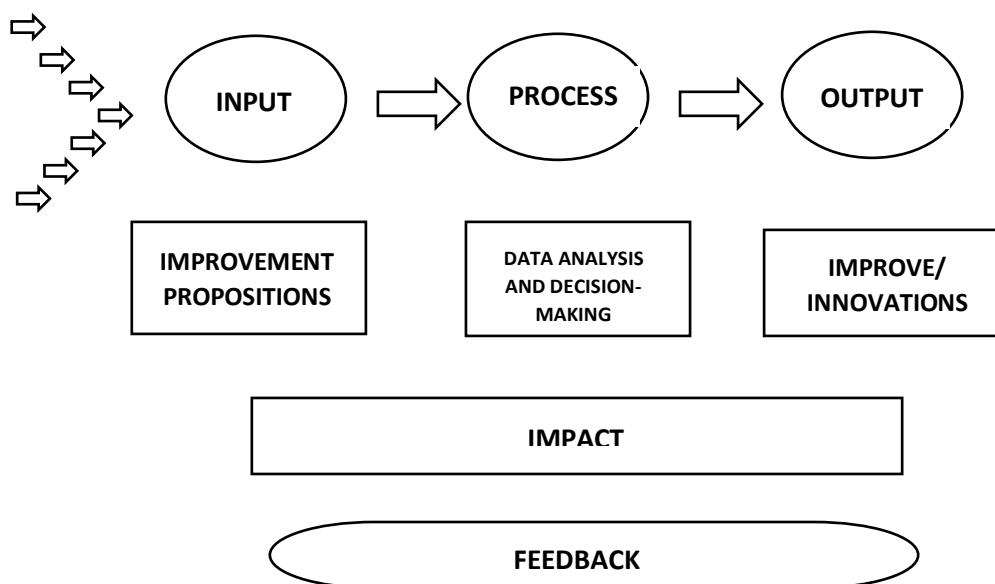 INPUT
PROCESS
OUTPUT
IMPROVEMENT
PROPOSITIONS
DATA ANALYSIS
AND DECISION-
MAKING
IMPROVE/
INNOVATIONS
IMPACT
FEEDBACK